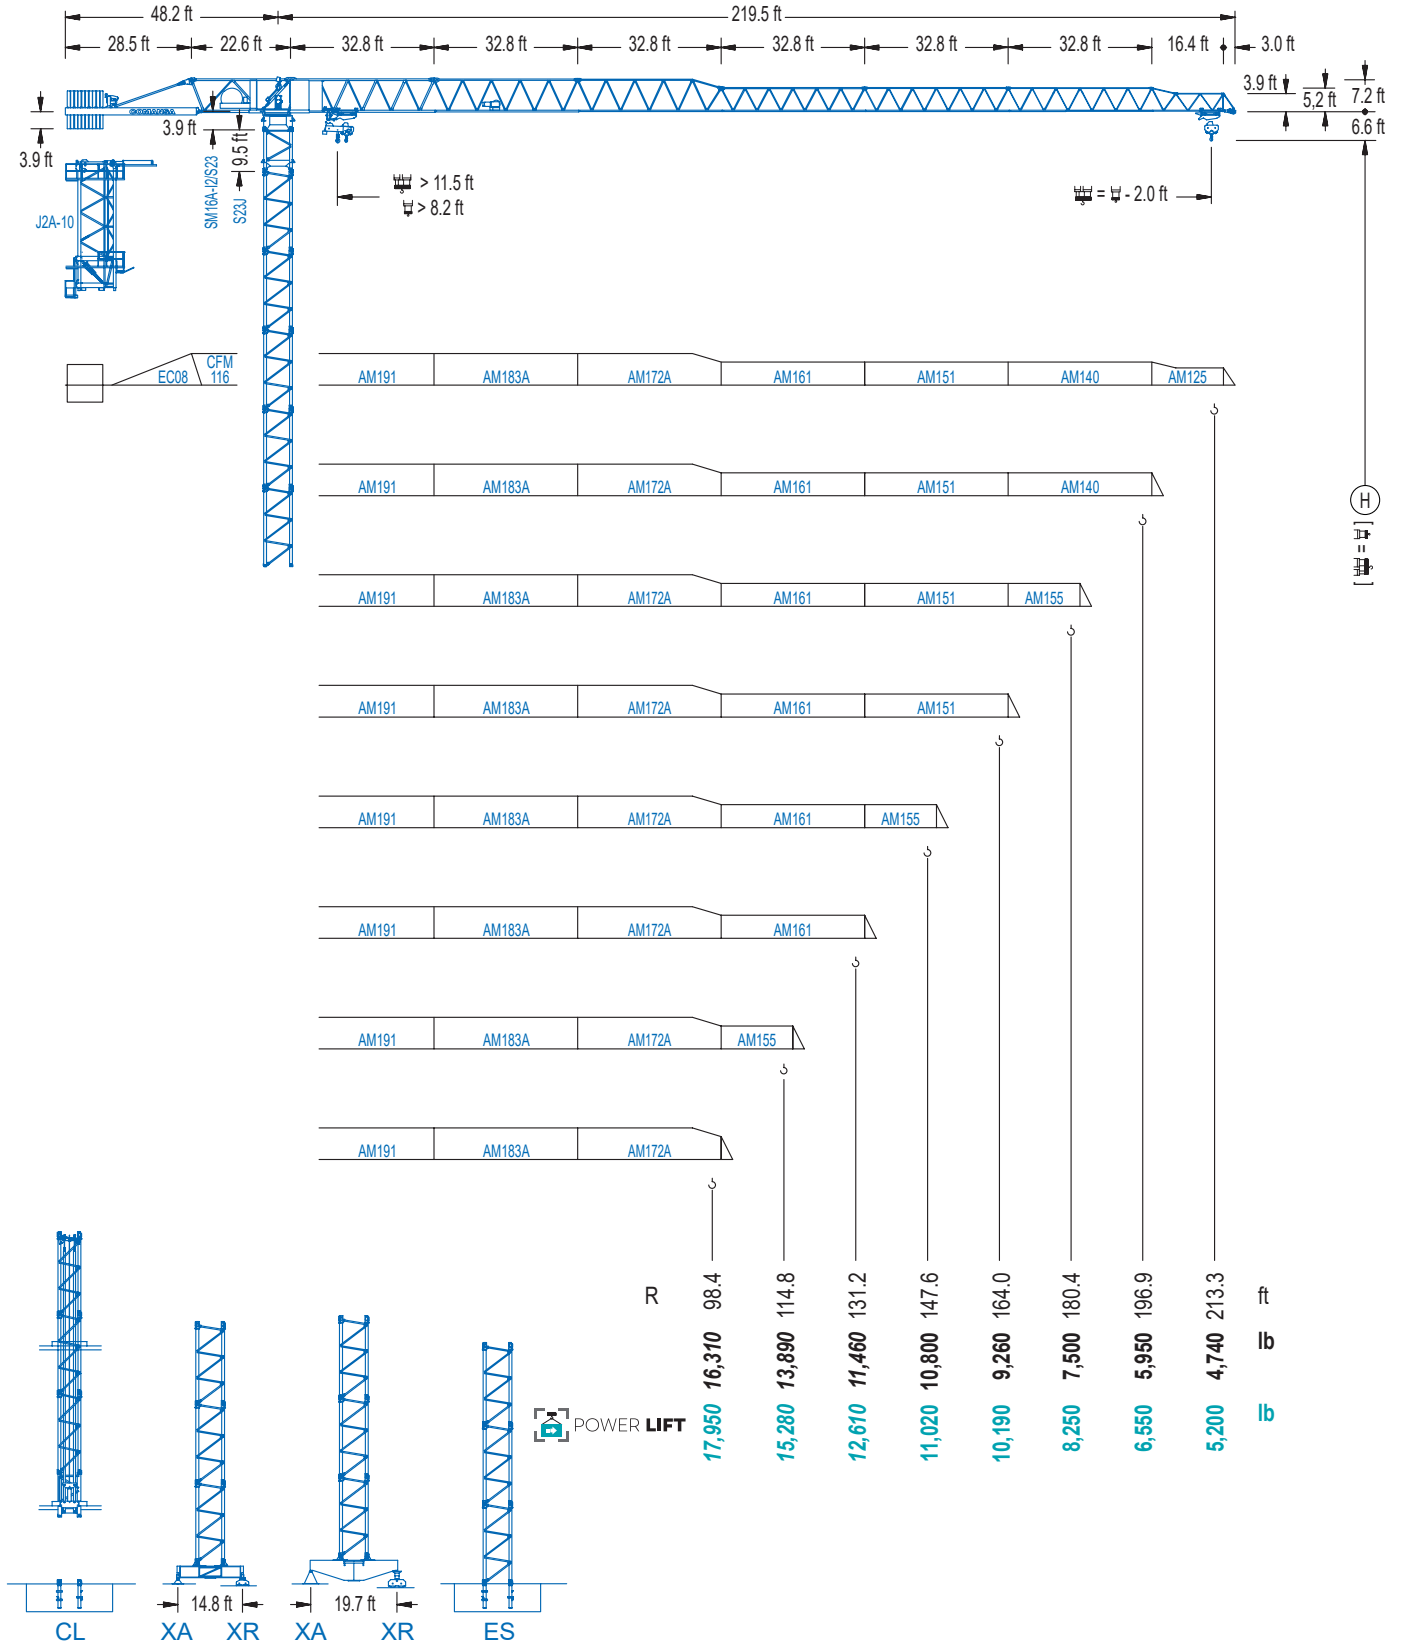 48.2 ft 219.5 ft
28.5 ft 22.6 ft 32.8 ft 32.8 ft 32.8 ft 32.8 ft 32.8 ft 32.8 ft 16.4 ft 3.0 ft
COMANSA
3.9 ft 5,2 ft 7.2 ft
6.6 ft
3.9 ft
3.9 ft
9.5 ft
SM16A-I2/S23
S23J
J2A-10
> 11.5 ft
> 8.2 ft
= - 2.0 ft
EC08 CFM 116 AM191 AM183A AM172A AM161 AM151 AM140 AM125
AM191 AM183A AM172A AM161 AM151 AM140
H
[ = ]
AM191 AM183A AM172A AM161 AM151 AM155
AM191 AM183A AM172A AM161 AM151
AM191 AM183A AM172A AM161 AM155
AM191 AM183A AM172A AM161
AM191 AM183A AM172A AM155
AM191 AM183A AM172A
R 98.4 114.8 131.2 147.6 164.0 180.4 196.9 213.3 ft
16,310 13,890 11,460 10,800 9,260 7,500 5,950 4,740 lb
POWER LIFT 17,950 15,280 12,610 11,020 10,190 8,250 6,550 5,200 lb
14.8 ft 19.7 ft
CL XA XR XA XR ES